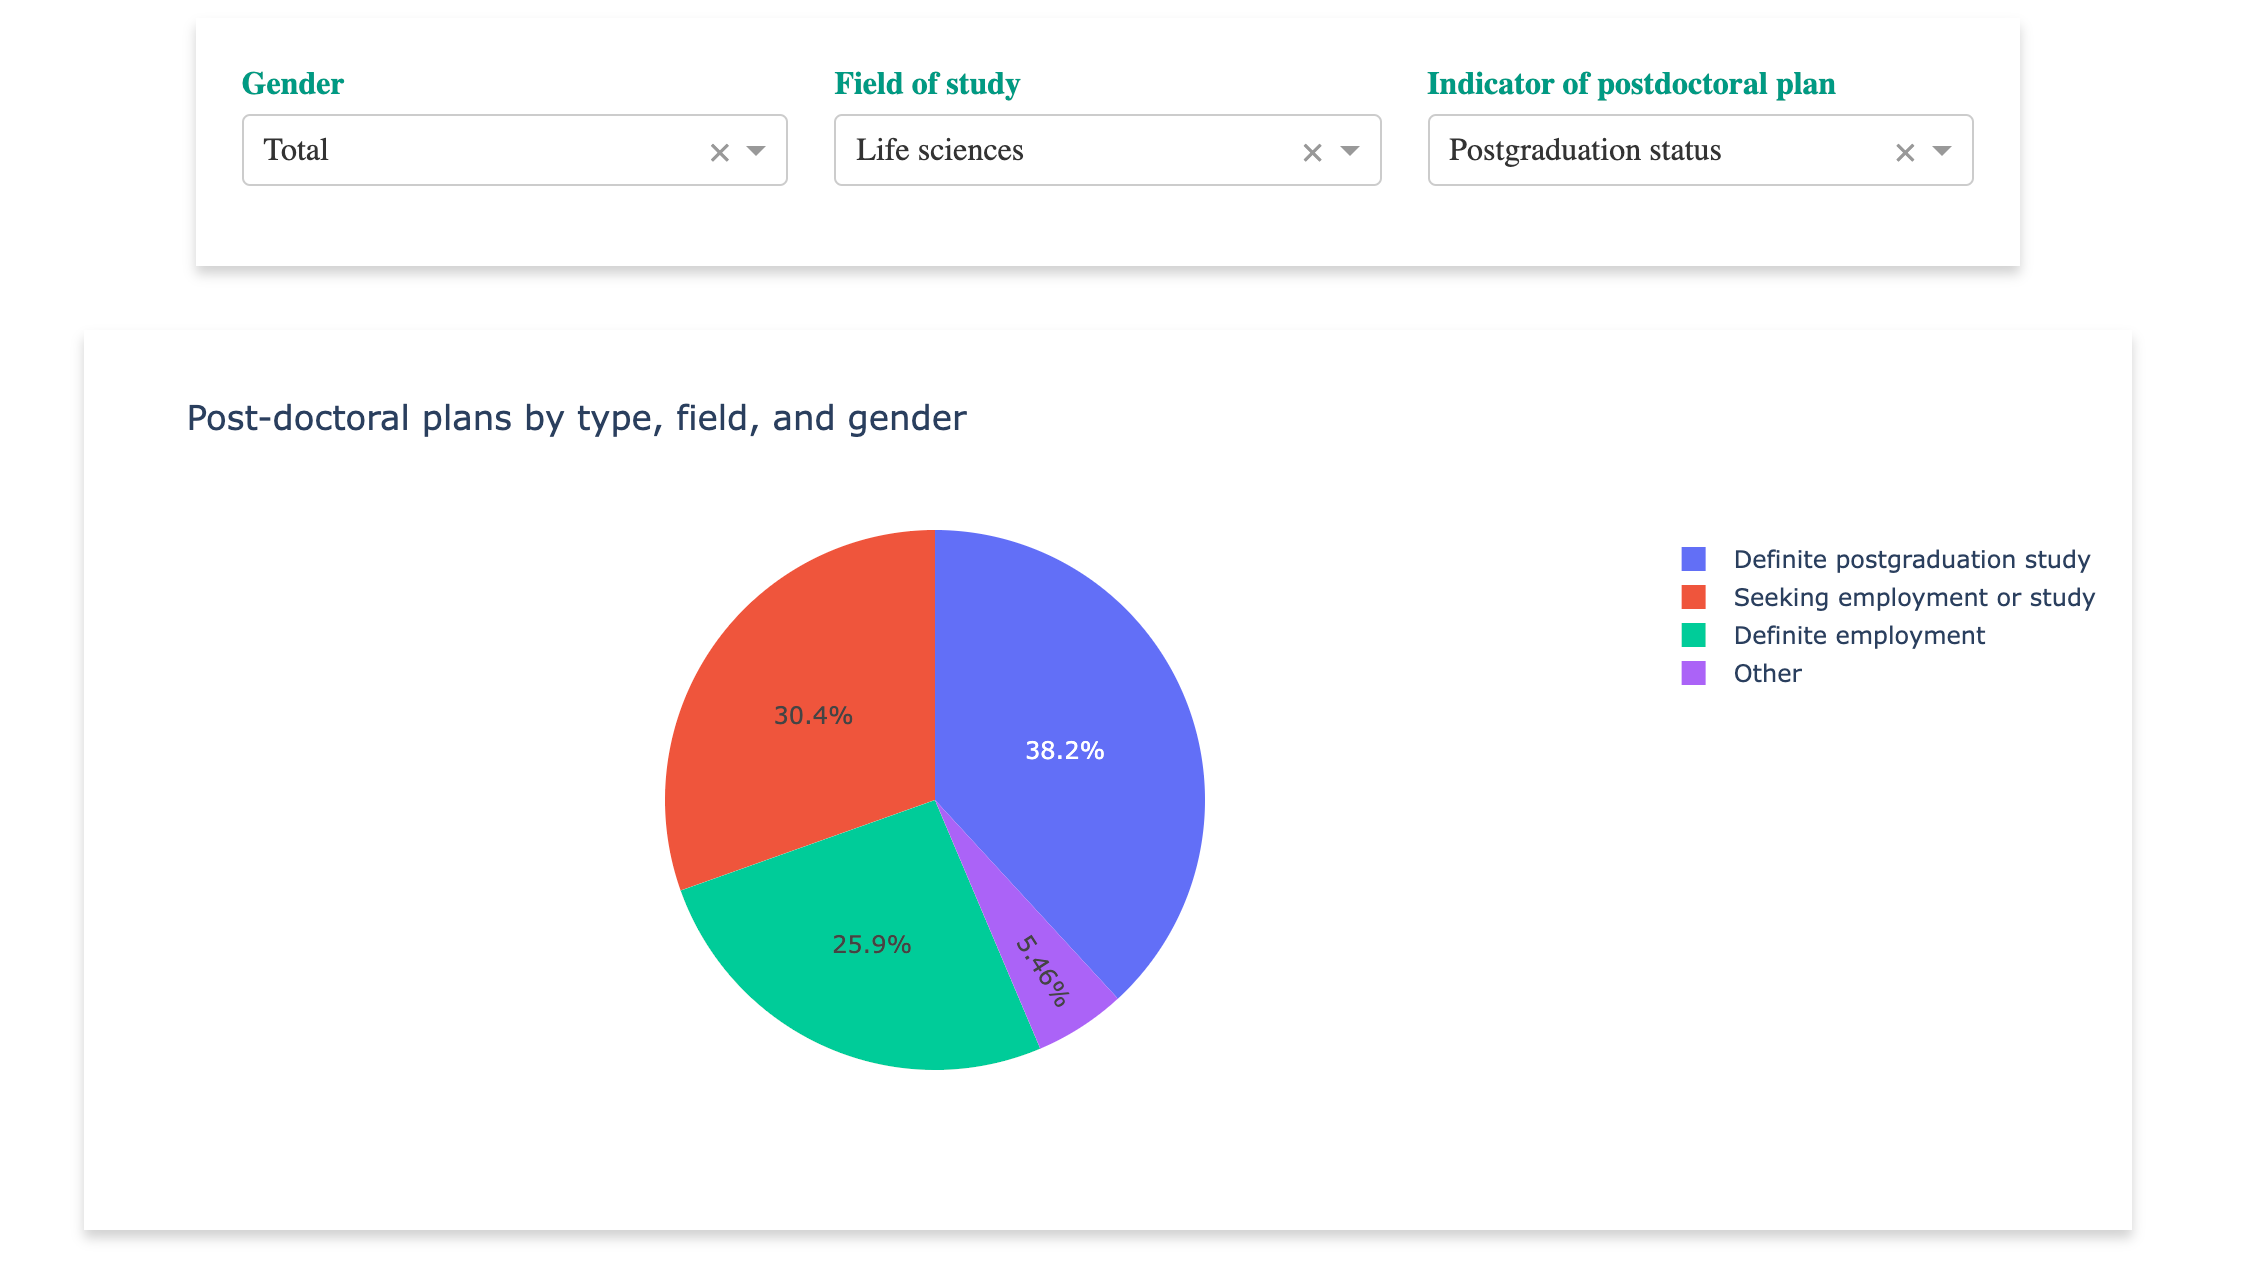 Gender
Field of study
Indicator of postdoctoral plan
Total
Life sciences
Postgraduation status
Post-doctoral plans by type, field, and gender
Definite postgraduation study
Seeking employment or study
Definite employment
Other
30.4%
38.2%
25.9%
5.46%